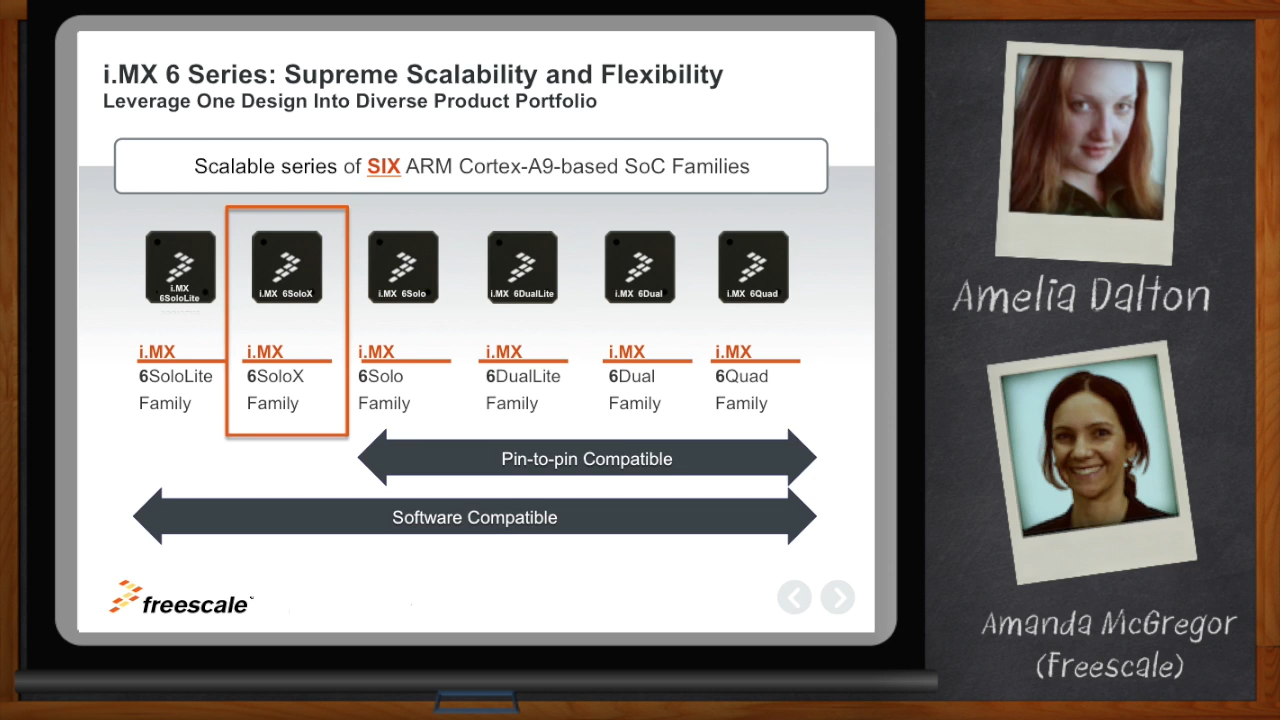 i.MX 6 Series: Supreme Scalability and Flexibility
Leverage One Design Into Diverse Product Portfolio
Scalable series of SIX ARM Cortex-A9-based SoC Families
i.MX
6SoloLite
i.MX 6SoloX
i.MX 6Solo
i.MX 6DualLite
i.MX 6Dual
i.MX 6Quad
i.MX
6SoloLite
Family
i.MX
6SoloX
Family
i.MX
6Solo
Family
i.MX
6DualLite
Family
i.MX
6Dual
Family
i.MX
6Quad
Family
Pin-to-pin Compatible
Software Compatible
freescale
Amelia Dalton
Amanda McGregor
(Freescale)